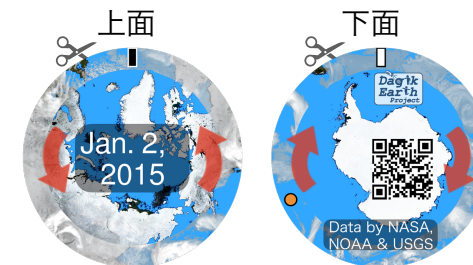 上面
下面
Jan. 2,
2015
Dagik
Earth
Project
Data by NASA,
NOAA & USGS